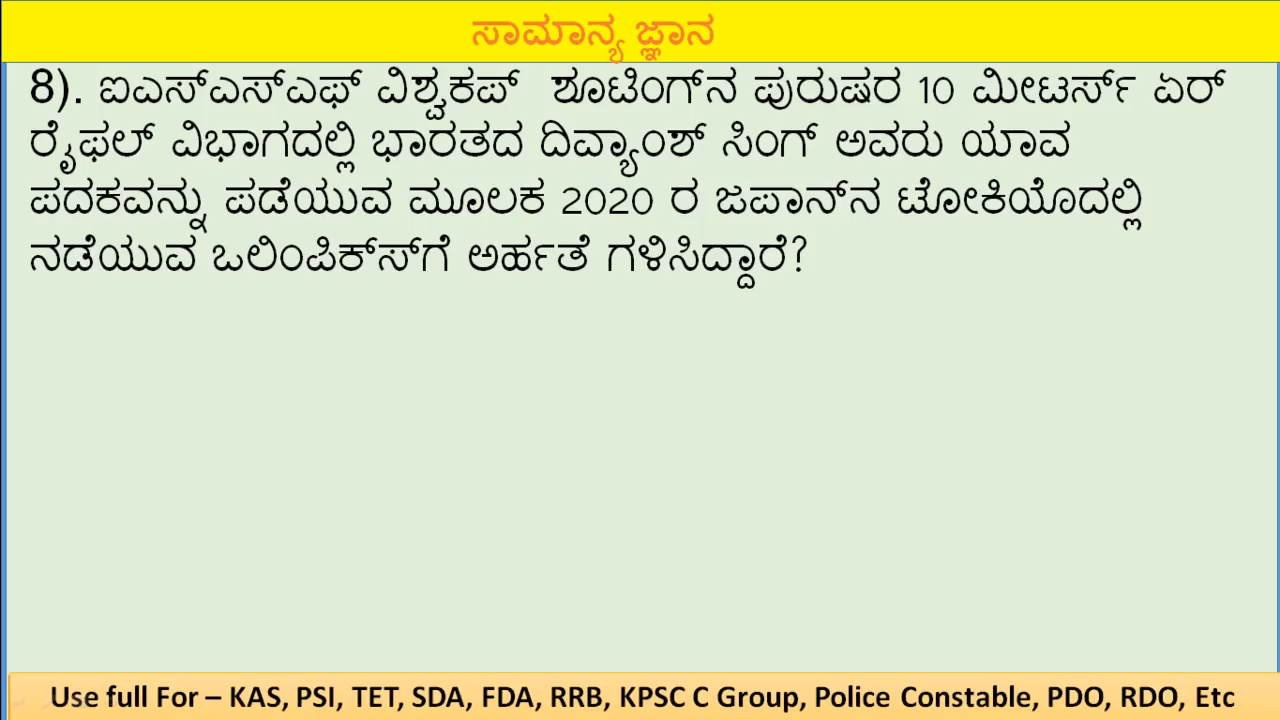 ಸಾಮಾನ್ಯ ಜ್ಞಾನ
8). ಐಎಸ್ಎಸ್ಎಫ್ ವಿಶ್ವಕಪ್ ಶೂಟಿಂಗ್‌ನ ಪುರುಷರ 10 ಮೀಟರ್ಸ್ ಏರ್
ರೈಫಲ್ ವಿಭಾಗದಲ್ಲಿ ಭಾರತದ ದಿವ್ಯಾಂಶ್ ಸಿಂಗ್ ಅವರು ಯಾವ
ಪದಕವನ್ನು ಪಡೆಯುವ ಮೂಲಕ 2020 ರ ಜಪಾನ್‌ನ ಟೋಕಿಯೊದಲ್ಲಿ
ನಡೆಯುವ ಒಲಿಂಪಿಕ್ಸ್‌ಗೆ ಅರ್ಹತೆ ಗಳಿಸಿದ್ದಾರೆ?
Use full For – KAS, PSI, TET, SDA, FDA, RRB, KPSC C Group, Police Constable, PDO, RDO, Etc